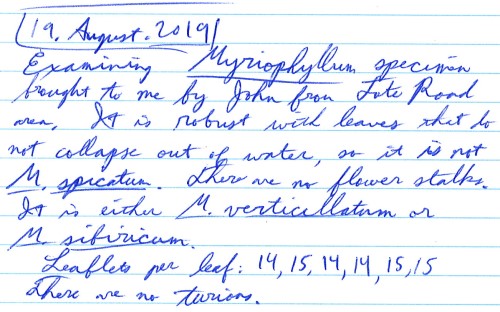 19. August. 2019
Examining Myriophyllum specimen
brought to me by John from Tote Road
area. It is robust with leaves that do
not collapse out of water, so it is not
M. spicatum. There are no flower stalks.
It is either M. verticillatum or
M. sibiricum.
Leaflets per leaf: 14, 15, 14, 14, 15, 15
There are no turions.